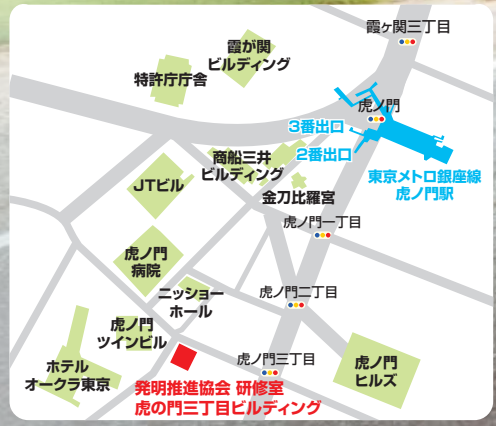 霞ヶ関三丁目
霞が関
ビルディング
特許庁庁舎
虎ノ門
3番出口
2番出口
商船三井
ビルディング
東京メトロ銀座線
虎ノ門駅
JTビル
金刀比羅宮
虎ノ門一丁目
虎ノ門
病院
ニッショー
ホール
虎ノ門二丁目
虎ノ門
ツインビル
ホテル
オークラ東京
虎ノ門三丁目
虎ノ門
ヒルズ
発明推進協会 研修室
虎の門三丁目ビルディング